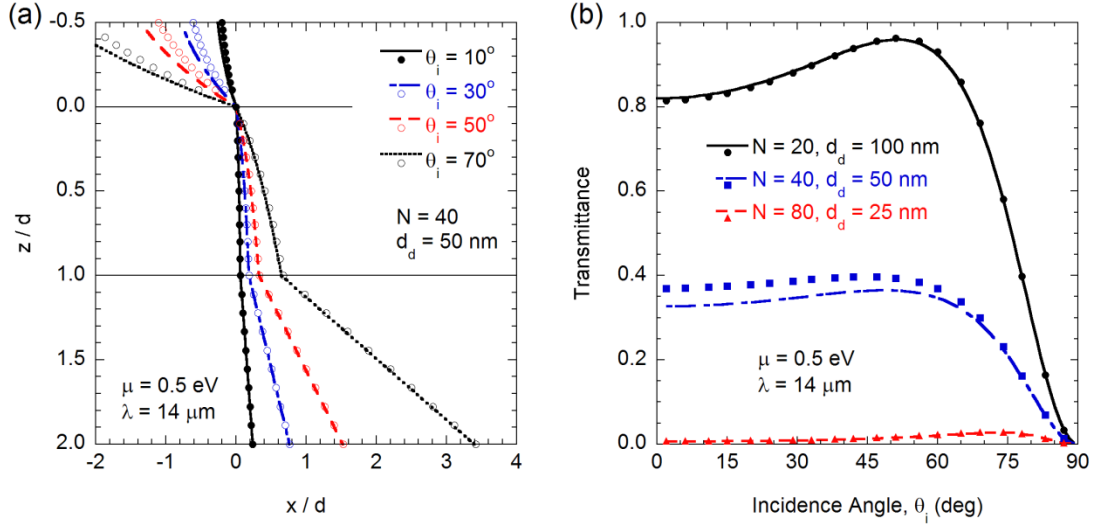 (a)
-0.5
0.0
0.5
1.0
1.5
2.0
z / d
θi = 10°
θi = 30°
θi = 50°
θi = 70°
N = 40
dd = 50 nm
μ = 0.5 eV
λ = 14 μm
-2 -1 0 1 2 3 4
x / d
(b)
1.0
0.8
0.6
0.4
0.2
0.0
Transmittance
N = 20, dd = 100 nm
N = 40, dd = 50 nm
N = 80, dd = 25 nm
μ = 0.5 eV
λ = 14 μm
0 15 30 45 60 75 90
Incidence Angle, θi (deg)